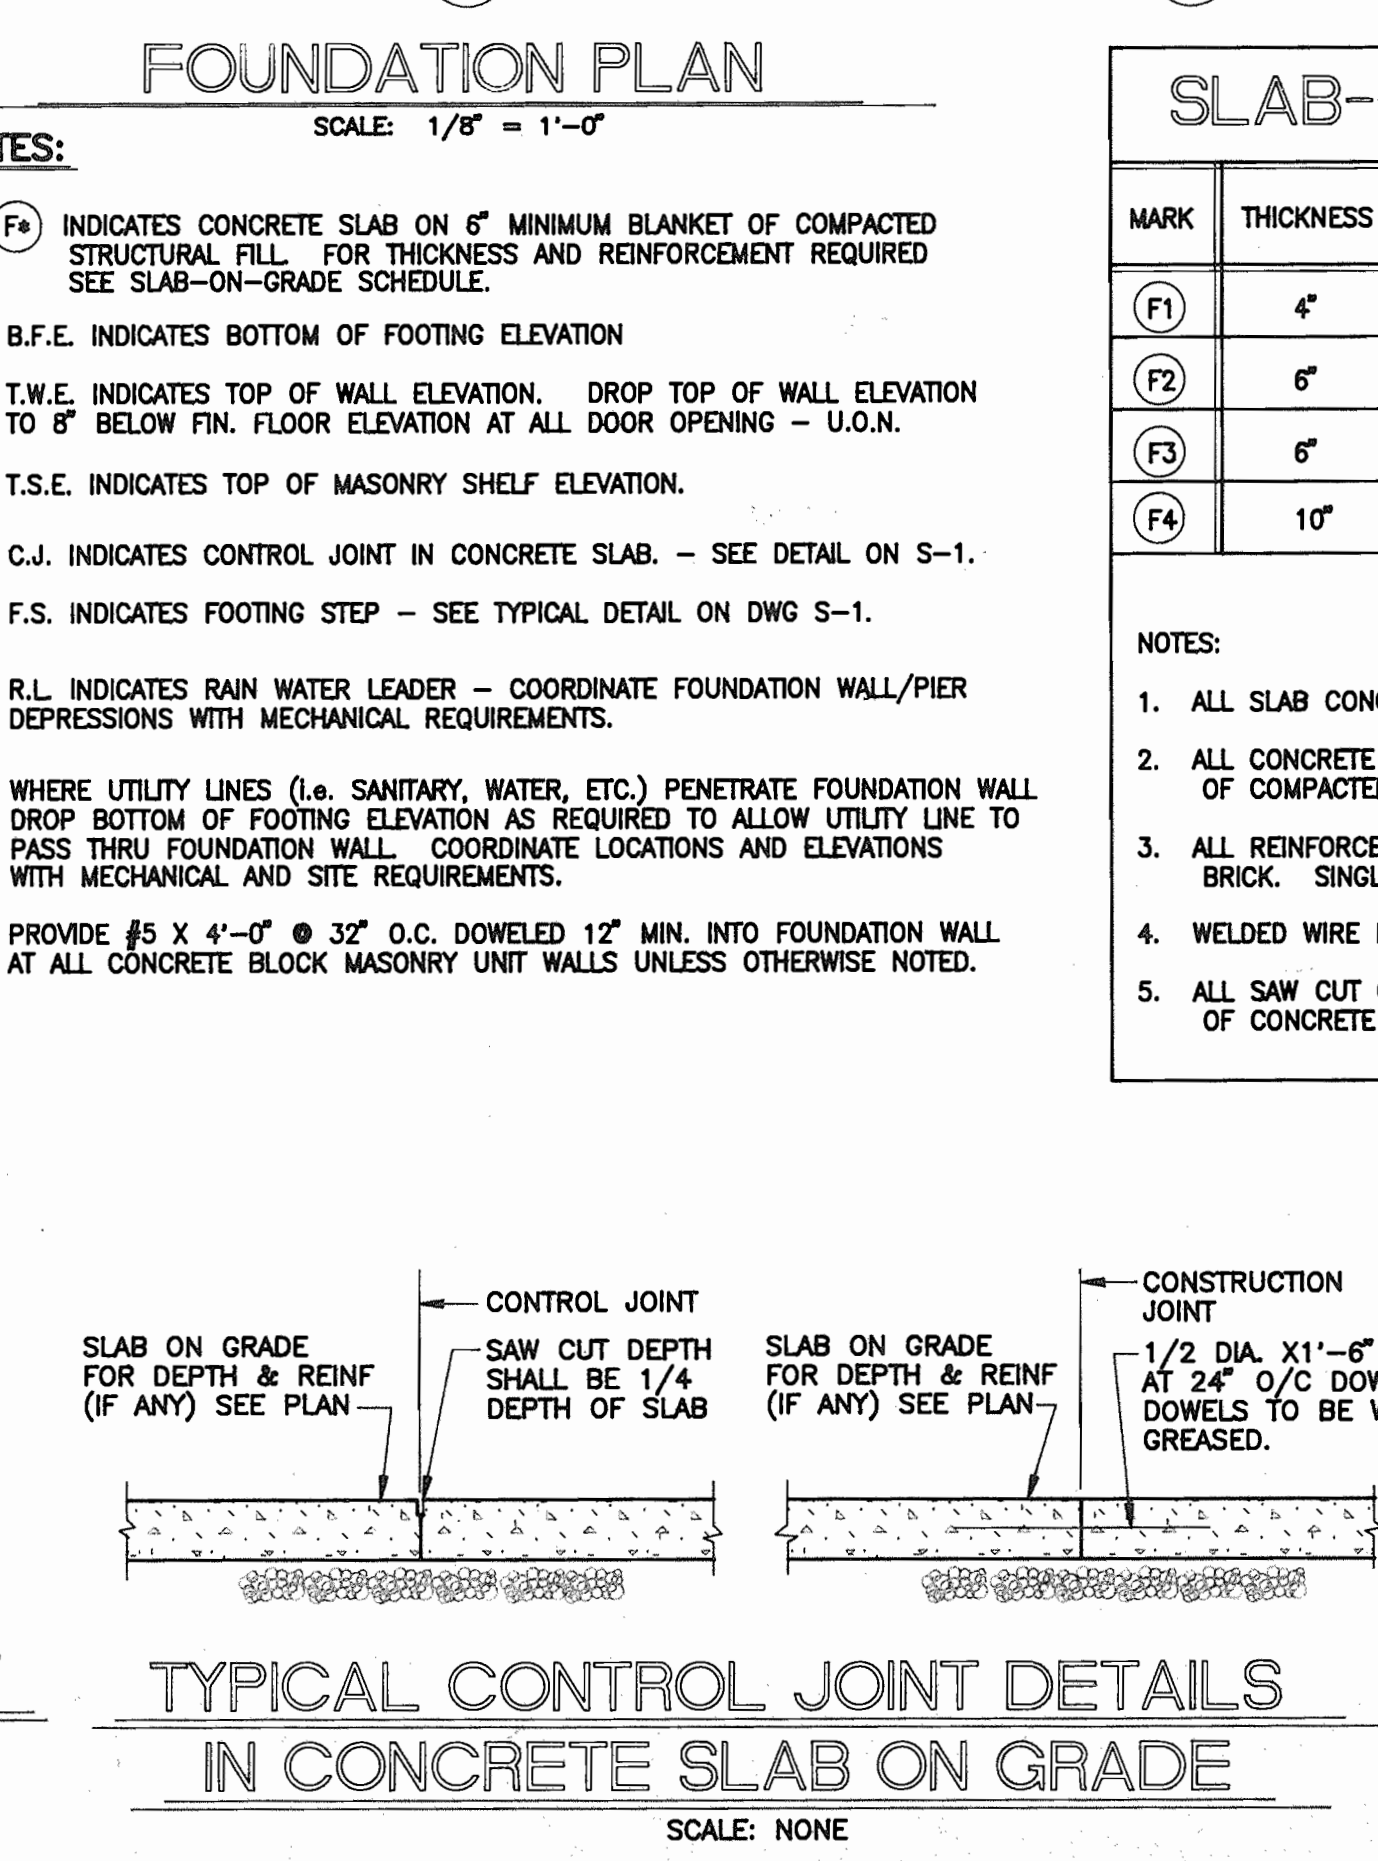 FOUNDATION PLAN
SCALE: 1/8" = 1'-0"
TES:
F* INDICATES CONCRETE SLAB ON 6" MINIMUM BLANKET OF COMPACTED
STRUCTURAL FILL. FOR THICKNESS AND REINFORCEMENT REQUIRED
SEE SLAB-ON-GRADE SCHEDULE.
B.F.E. INDICATES BOTTOM OF FOOTING ELEVATION
T.W.E. INDICATES TOP OF WALL ELEVATION. DROP TOP OF WALL ELEVATION
TO 8" BELOW FIN. FLOOR ELEVATION AT ALL DOOR OPENING - U.O.N.
T.S.E. INDICATES TOP OF MASONRY SHELF ELEVATION.
C.J. INDICATES CONTROL JOINT IN CONCRETE SLAB. - SEE DETAIL ON S-1.
F.S. INDICATES FOOTING STEP - SEE TYPICAL DETAIL ON DWG S-1.
R.L. INDICATES RAIN WATER LEADER - COORDINATE FOUNDATION WALL/PIER
DEPRESSIONS WITH MECHANICAL REQUIREMENTS.
WHERE UTILITY LINES (i.e. SANITARY, WATER, ETC.) PENETRATE FOUNDATION WALL
DROP BOTTOM OF FOOTING ELEVATION AS REQUIRED TO ALLOW UTILITY LINE TO
PASS THRU FOUNDATION WALL. COORDINATE LOCATIONS AND ELEVATIONS
WITH MECHANICAL AND SITE REQUIREMENTS.
PROVIDE #5 X 4'-0" @ 32" O.C. DOWELED 12" MIN. INTO FOUNDATION WALL
AT ALL CONCRETE BLOCK MASONRY UNIT WALLS UNLESS OTHERWISE NOTED.
SLAB-
MARK THICKNESS
F1 4"
F2 6"
F3 6"
F4 10"
NOTES:
1. ALL SLAB CONC
2. ALL CONCRETE
OF COMPACTE
3. ALL REINFORCE
BRICK. SINGL
4. WELDED WIRE
5. ALL SAW CUT
OF CONCRETE
CONTROL JOINT
SLAB ON GRADE
FOR DEPTH & REINF
(IF ANY) SEE PLAN
SAW CUT DEPTH
SHALL BE 1/4
DEPTH OF SLAB
CONSTRUCTION
JOINT
SLAB ON GRADE
FOR DEPTH & REINF
(IF ANY) SEE PLAN
1/2 DIA. X1'-6"
AT 24" O/C DOW
DOWELS TO BE
GREASED.
TYPICAL CONTROL JOINT DETAILS
IN CONCRETE SLAB ON GRADE
SCALE: NONE